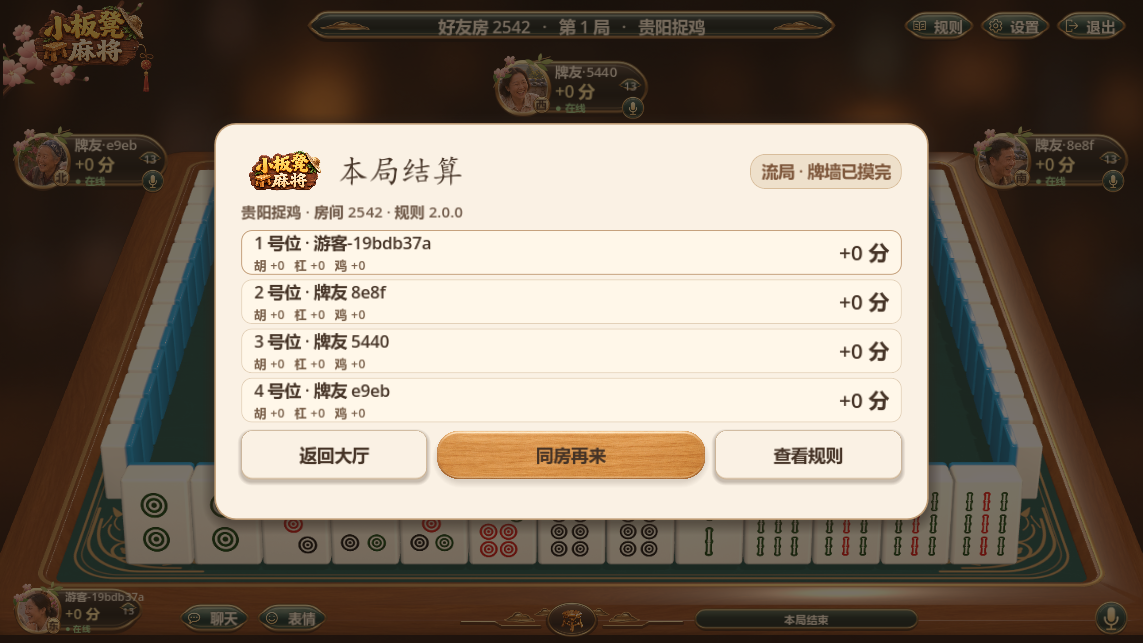 小板凳
麻将
好友房 2542 · 第 1 局 · 贵阳捉鸡
规则
设置
退出
牌友·5440
+0 分
13
西
在线
牌友·e9eb
+0 分
13
北
在线
牌友·8e8f
+0 分
13
南
在线
小板凳
麻将
本局结算
流局 · 牌墙已摸完
贵阳捉鸡 · 房间 2542 · 规则 2.0.0
1 号位 · 游客-19bdb37a
胡 +0 杠 +0 鸡 +0
+0 分
2 号位 · 牌友 8e8f
胡 +0 杠 +0 鸡 +0
+0 分
3 号位 · 牌友 5440
胡 +0 杠 +0 鸡 +0
+0 分
4 号位 · 牌友 e9eb
胡 +0 杠 +0 鸡 +0
+0 分
返回大厅
同房再来
查看规则
游客-19bdb37a
+0 分
13
东
在线
聊天
表情
本局结束